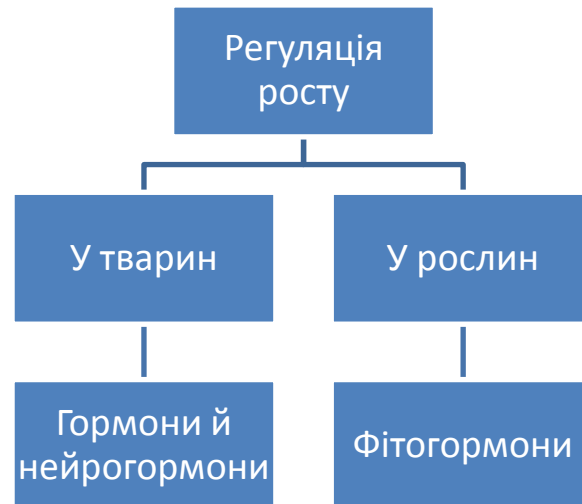 Регуляція
росту
У тварин
У рослин
Гормони й
нейрогормони
Фітогормони